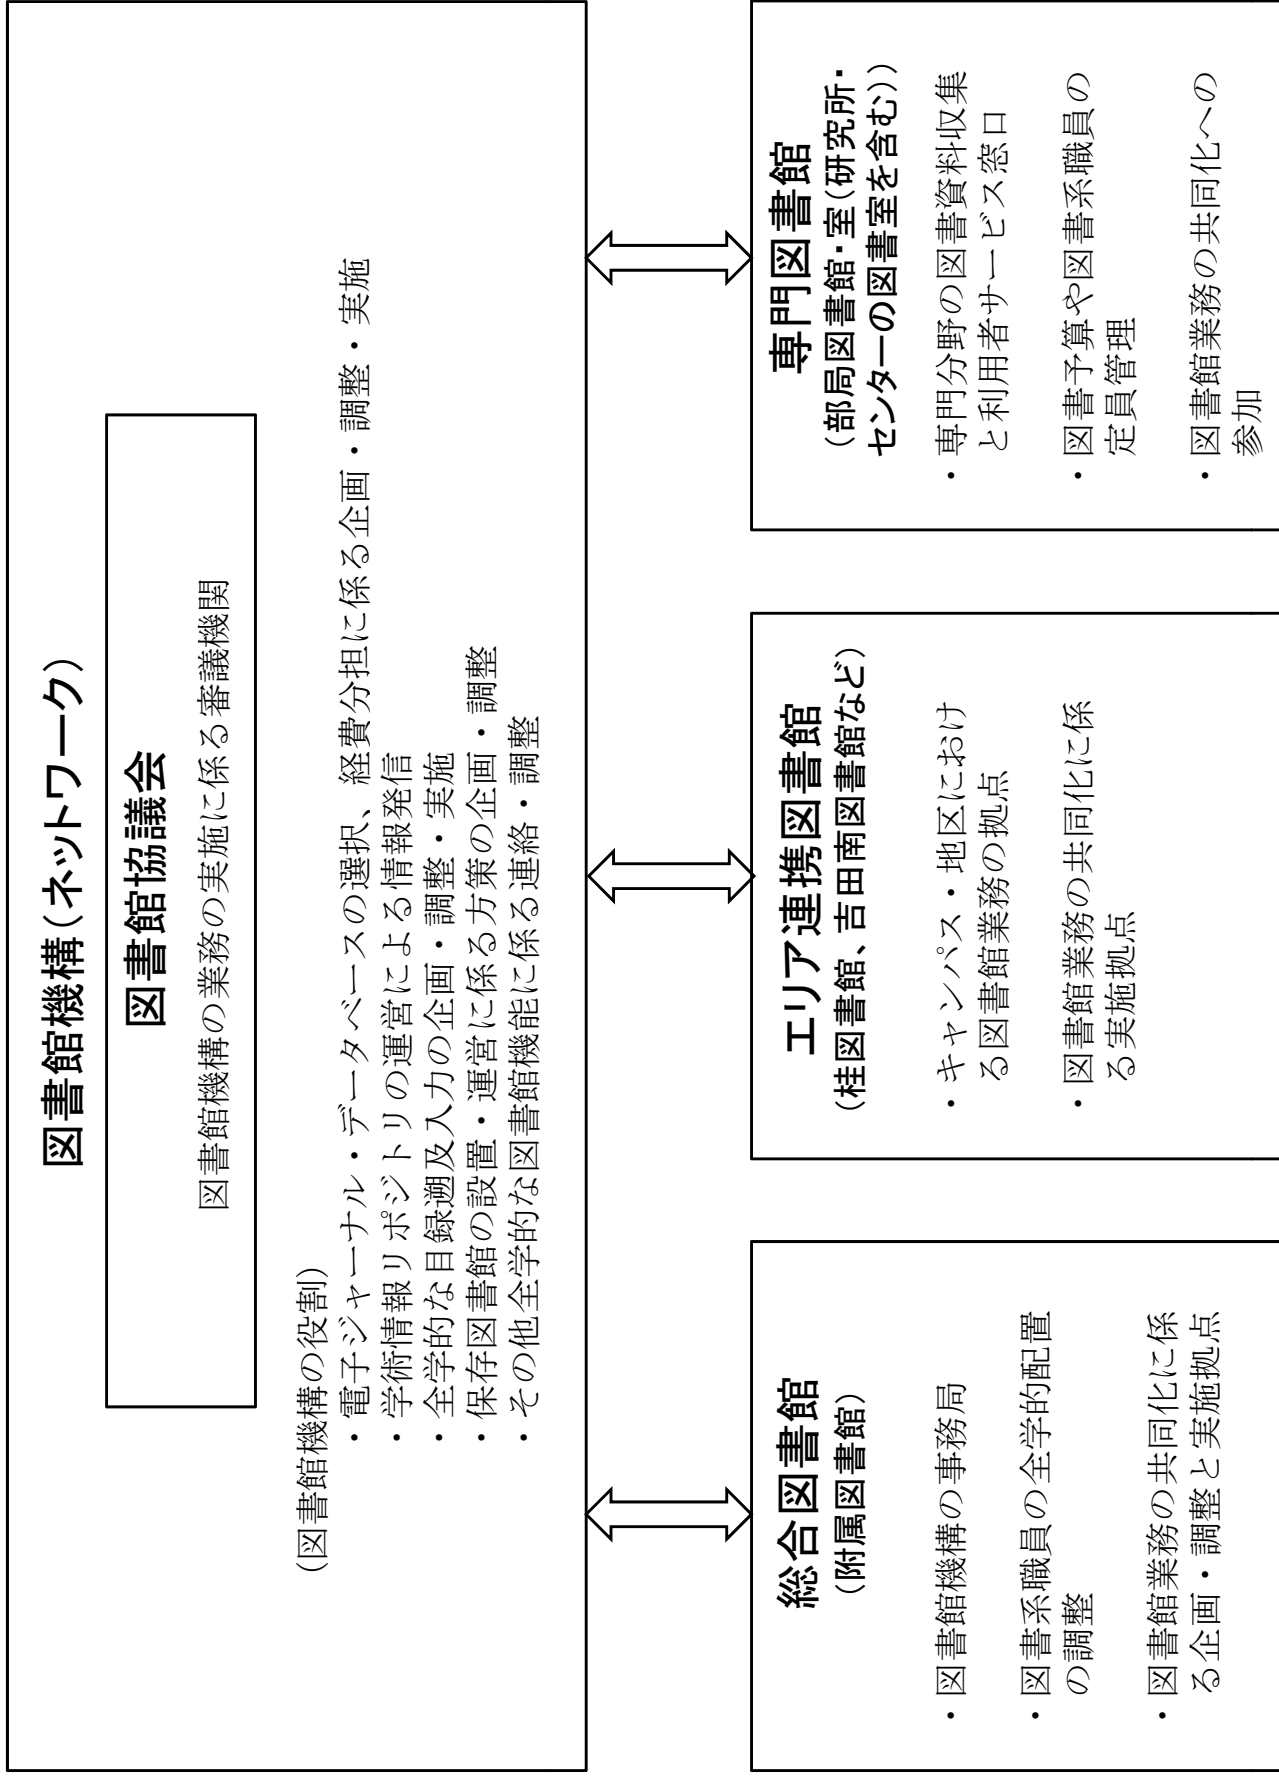 図書館機構(ネットワーク)
図書館協議会
図書館機構の業務の実施に係る審議機関
(図書館機構の役割)
・電子ジャーナル・データベースの選択、経費分担に係る企画・調整・実施
・学術情報リポジトリの運営による情報発信
・全学的な目録遡及入力の企画・調整・実施
・保存図書館の設置・運営に係る方策の企画・調整
・その他全学的な図書館機能に係る連絡・調整
総合図書館
(附属図書館)
・図書館機構の事務局
・図書系職員の全学的配置
の調整
・図書館業務の共同化に係
る企画・調整と実施拠点
エリア連携図書館
(桂図書館、吉田南図書館など)
・キャンパス・地区におけ
る図書館業務の拠点
・図書館業務の共同化に係
る実施拠点
専門図書館
(部局図書館・室(研究所・
センターの図書室を含む))
・専門分野の図書資料収集
と利用者サービス窓口
・図書予算や図書系職員の
定員管理
・図書館業務の共同化への
参加